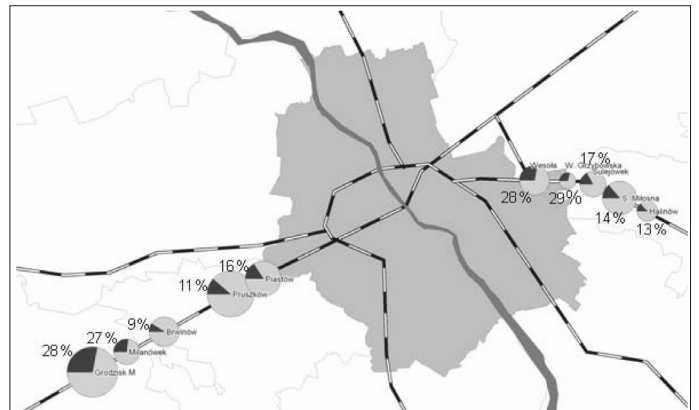 17%
Wesoła
W. Grzybowska
Sulejówek
28%
29%
S. Miłosna
14%
Halinów
13%
16%
Piastów
11%
Pruszków
9%
Brwinów
27%
Milanówek
28%
Grodzisk M